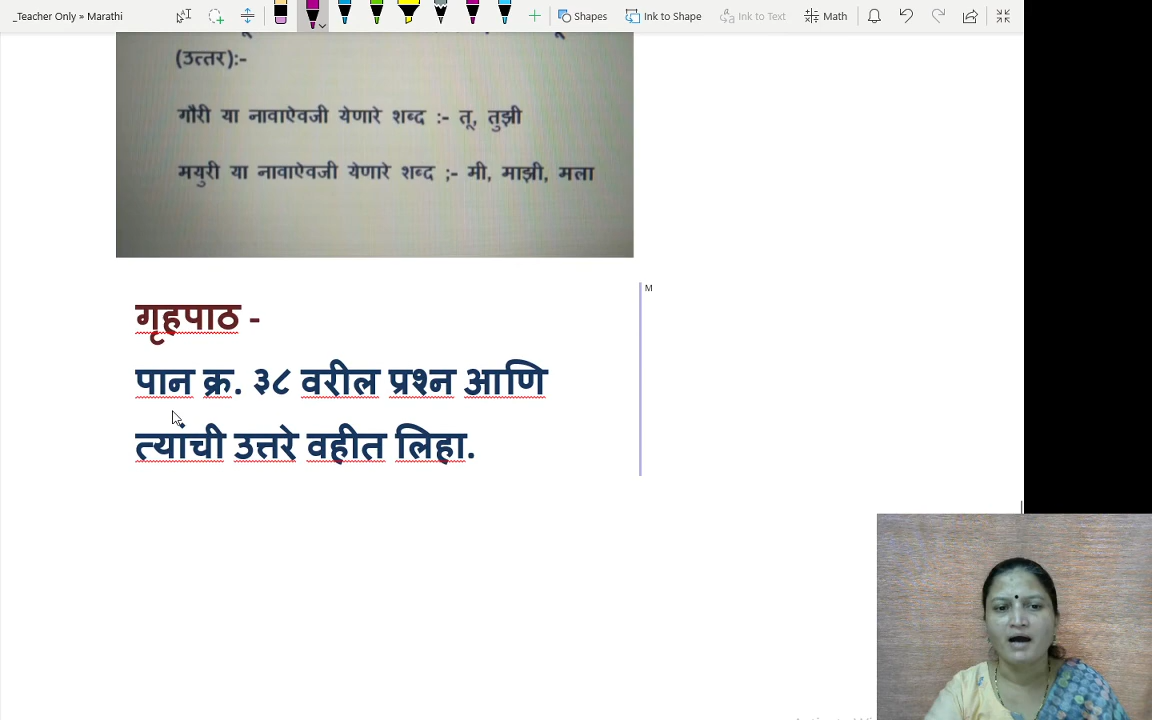 _Teacher Only » Marathi
Shapes
Ink to Shape
Ink to Text
Math
(उत्तर):-
गौरी या नावाऐवजी येणारे शब्द :- तू, तुझी
मयुरी या नावाऐवजी येणारे शब्द ;- मी, माझी, मला
गृहपाठ -
पान क्र. ३८ वरील प्रश्न आणि
त्यांची उत्तरे वहीत लिहा.
M